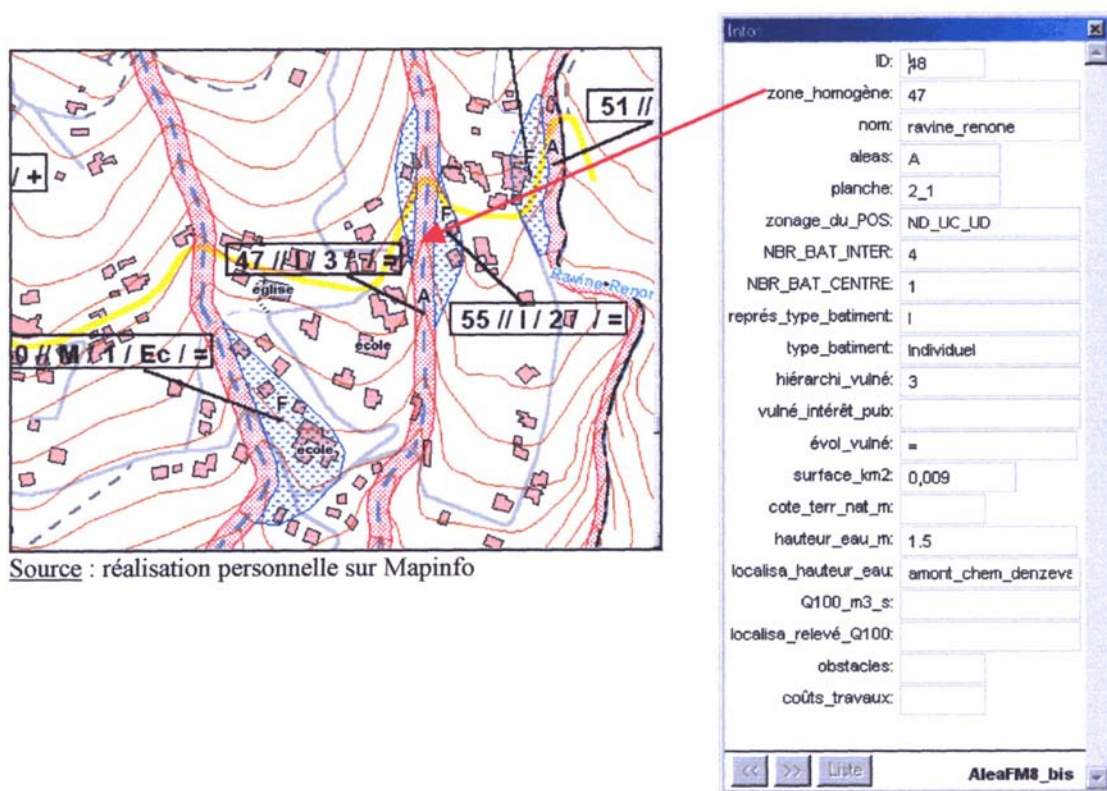 51 //
A
F
/ +
F
47 // I / 3 / / =
Ravine Renor
église
A
55 // I / 2 / / =
école
0 // M / 1 / Ec / =
F
école
Source : réalisation personnelle sur Mapinfo
Infos
ID: 48
zone_homogène: 47
nom: ravine_renone
aleas: A
planche: 2_1
zonage_du_POS: ND_UC_UD
NBR_BAT_INTER: 4
NBR_BAT_CENTRE: 1
représ_type_batiment: I
type_batiment: Individuel
hiérarchi_vulné: 3
vulné_intérêt_pub:
évol_vulné: =
surface_km2: 0,009
cote_terr_nat_m:
hauteur_eau_m: 1.5
localisa_hauteur_eau: amont_chem_denzeve
Q100_m3_s:
localisa_relevé_Q100:
obstacles:
coûts_travaux:
<< >> Liste AleaFM8_bis